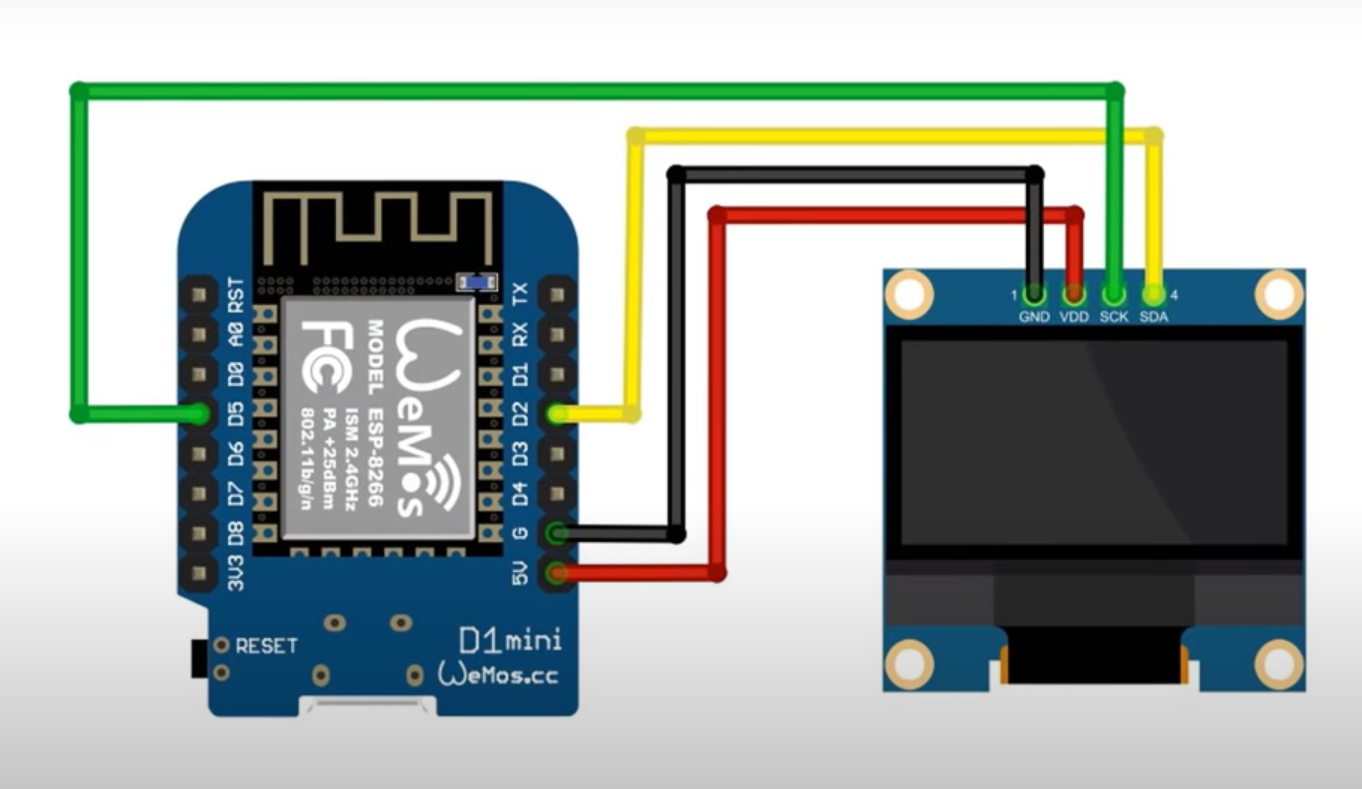 RST
A0
D0
D5
D6
D7
D8
3V3
TX
RX
D1
D2
D3
D4
G
5V
WeMos
MODEL ESP-8266
ISM 2.4GHz
PA +25dBm
802.11b/g/n
FC
RESET
D1mini
WeMos.cc
1 4
GND VDD SCK SDA